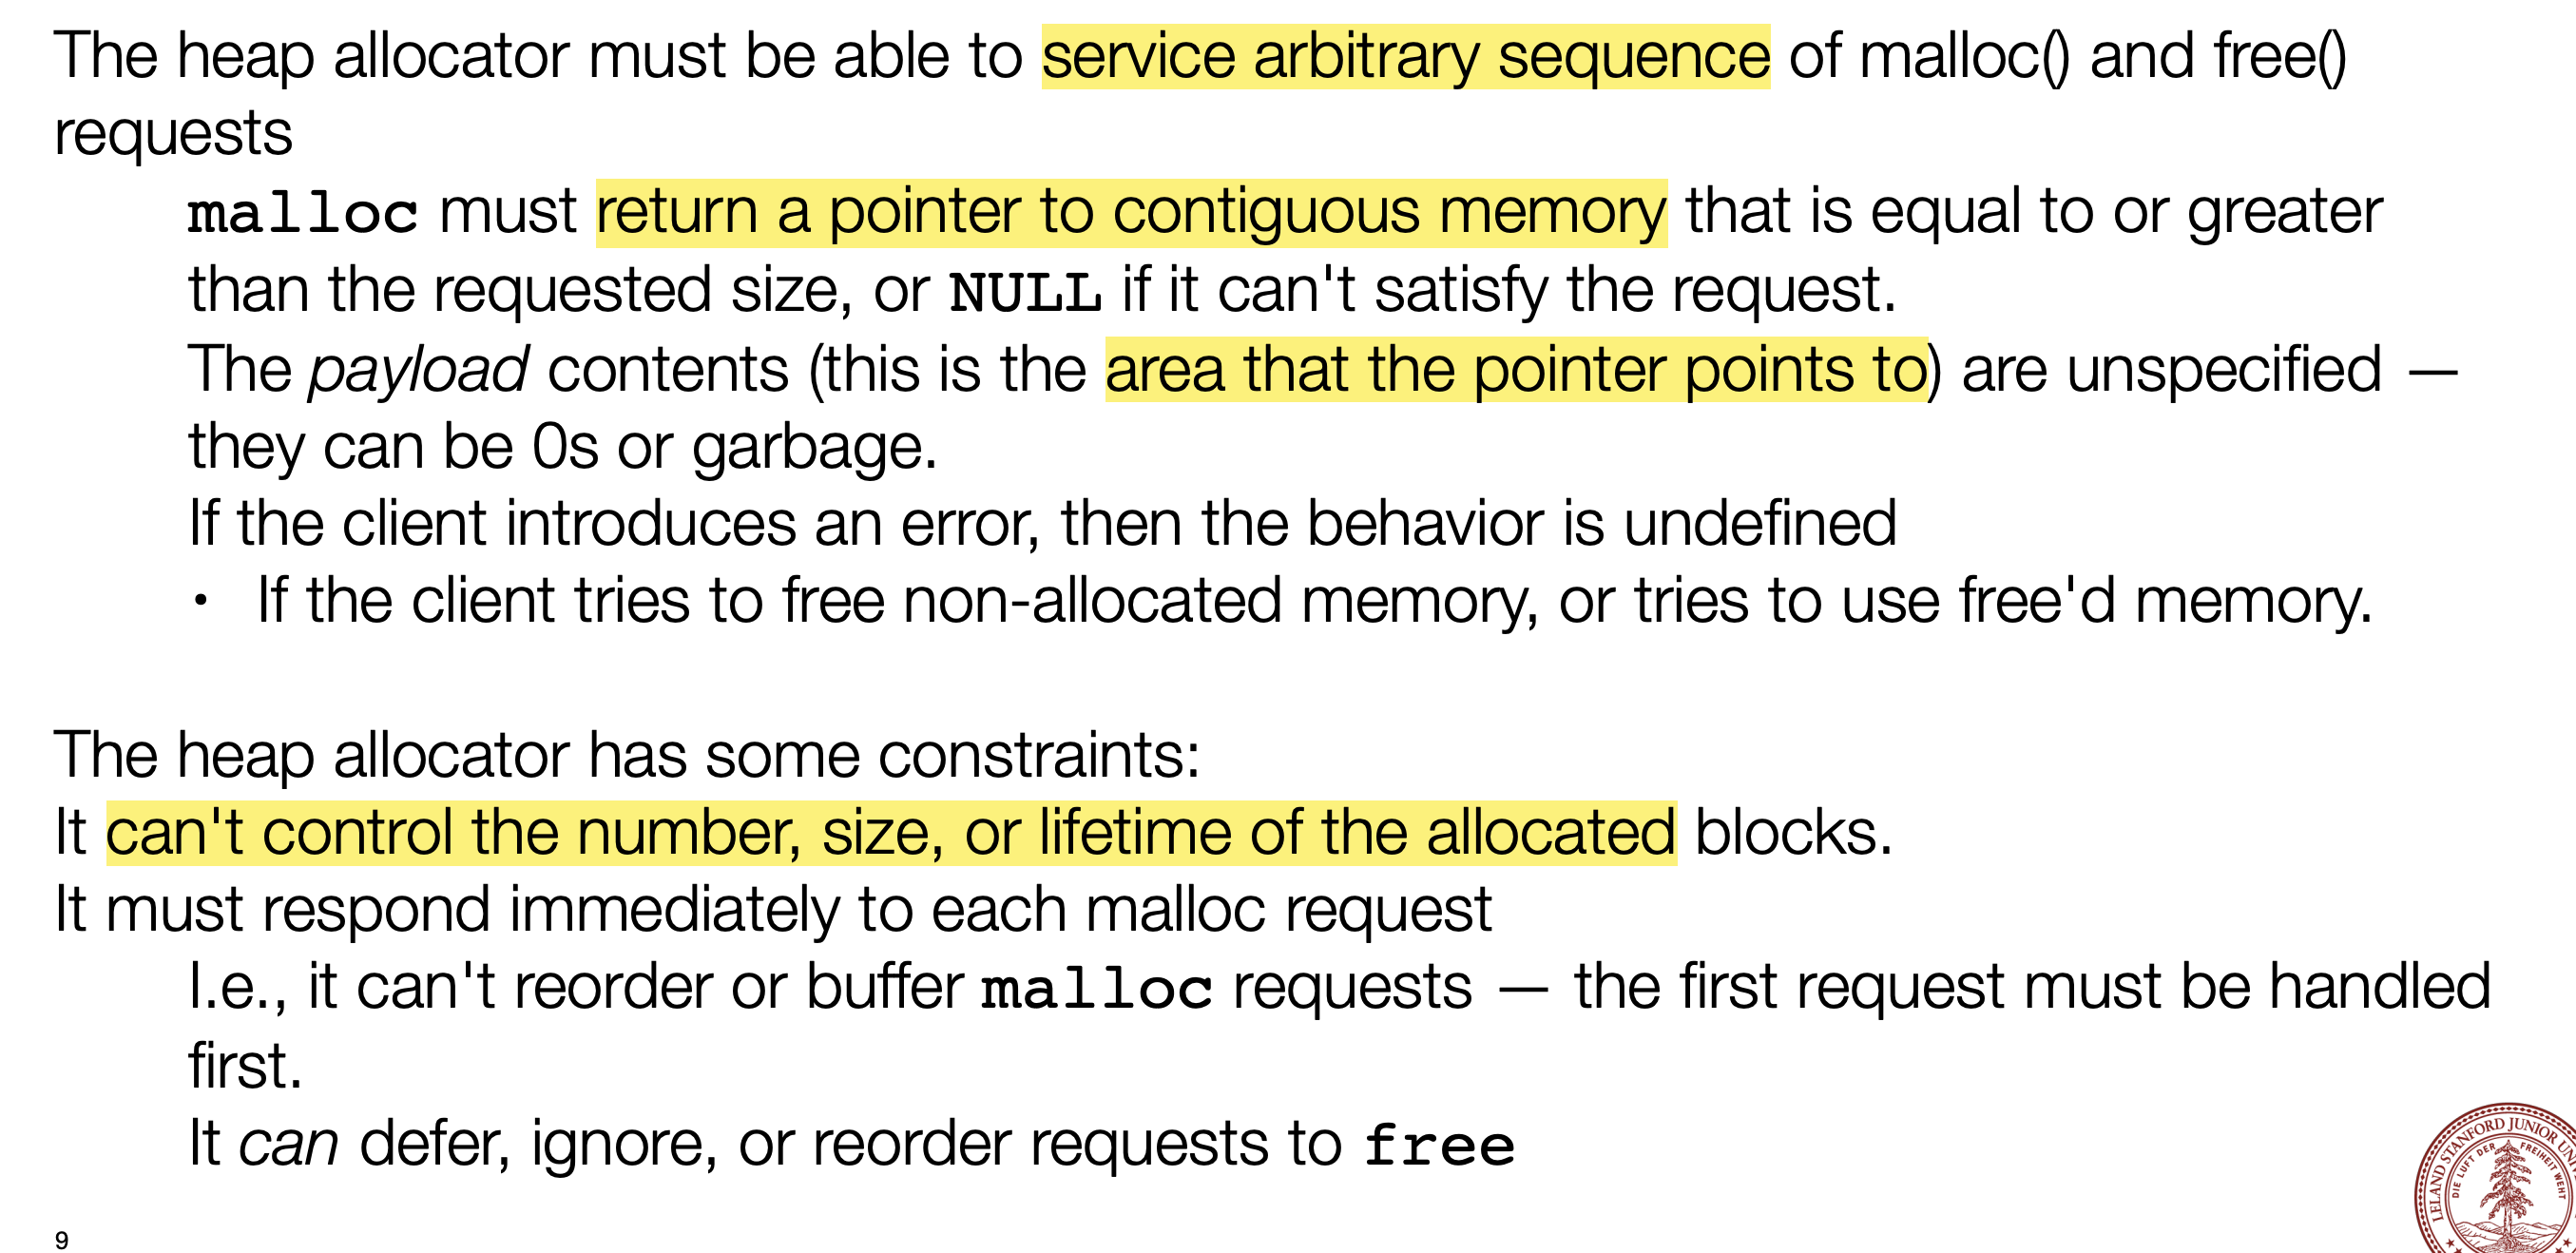 The heap allocator must be able to service arbitrary sequence of malloc() and free()
requests
malloc must return a pointer to contiguous memory that is equal to or greater
than the requested size, or NULL if it can't satisfy the request.
The payload contents (this is the area that the pointer points to) are unspecified —
they can be 0s or garbage.
If the client introduces an error, then the behavior is undefined
• If the client tries to free non-allocated memory, or tries to use free'd memory.
The heap allocator has some constraints:
It can't control the number, size, or lifetime of the allocated blocks.
It must respond immediately to each malloc request
I.e., it can't reorder or buffer malloc requests — the first request must be handled
first.
It can defer, ignore, or reorder requests to free
9
LELAND STANFORD JUNIOR UNI
DIE LUFT DER FREIHEIT WEHT